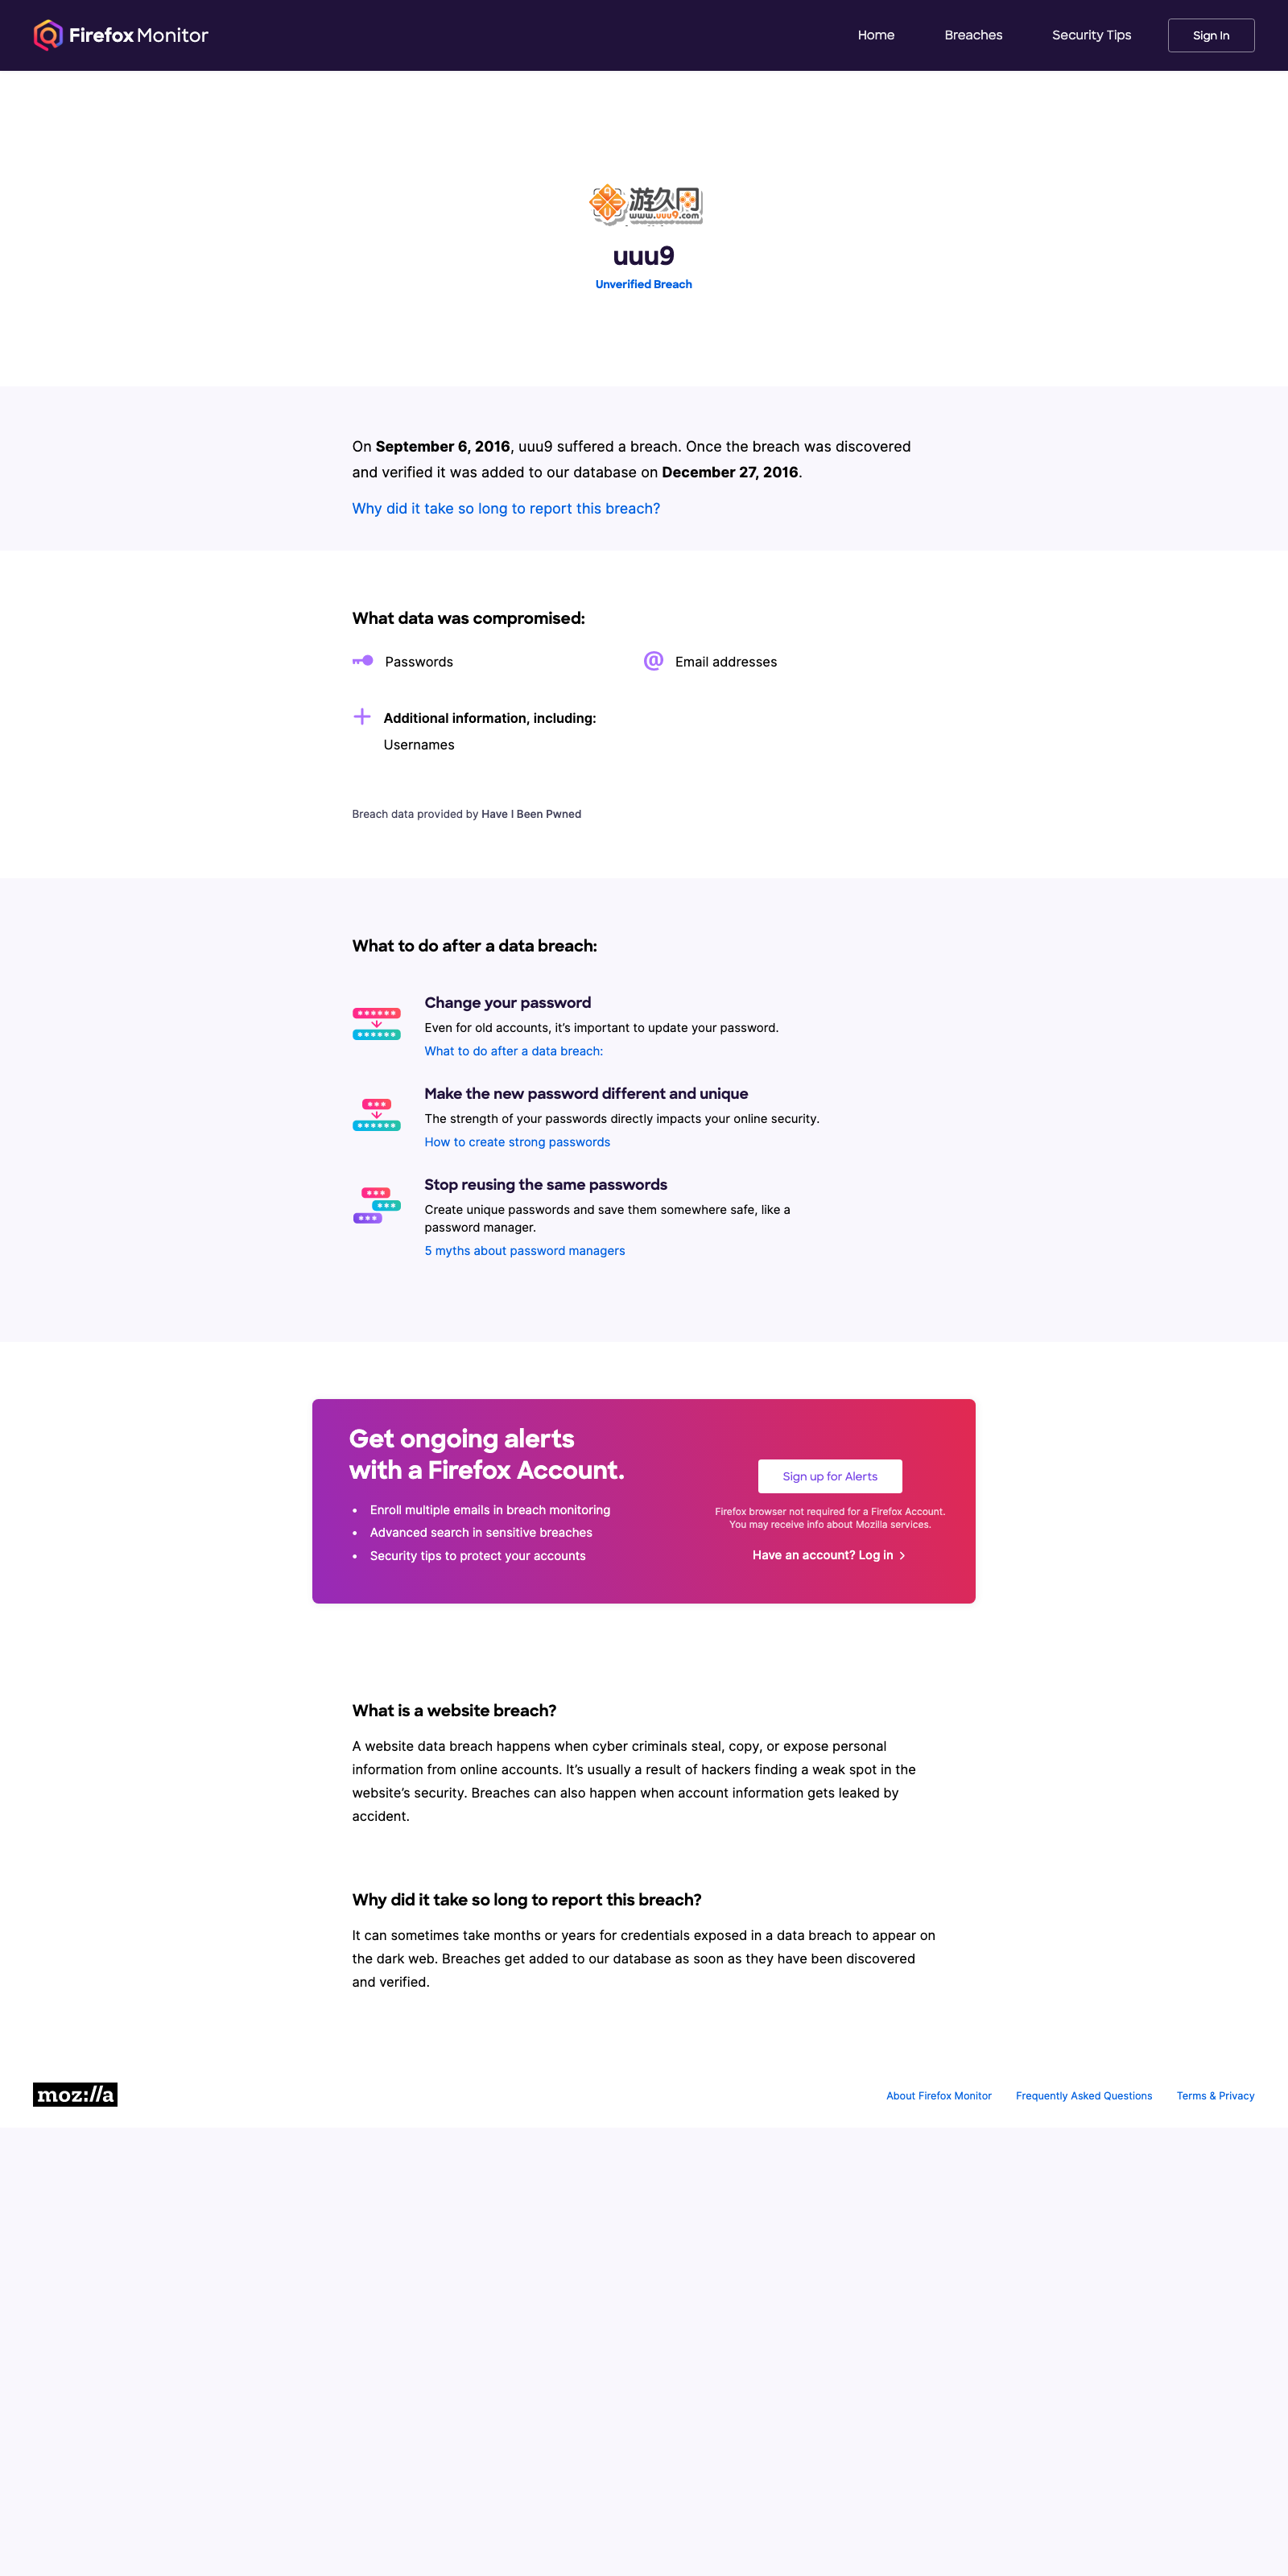 Firefox Monitor
Home
Breaches
Security Tips
Sign In
游久网
www.uuu9.com
uuu9
Unverified Breach
On September 6, 2016, uuu9 suffered a breach. Once the breach was discovered
and verified it was added to our database on December 27, 2016.
Why did it take so long to report this breach?
What data was compromised:
Passwords
@ Email addresses
Additional information, including:
Usernames
Breach data provided by Have I Been Pwned
What to do after a data breach:
Change your password
Even for old accounts, it’s important to update your password.
What to do after a data breach:
Make the new password different and unique
The strength of your passwords directly impacts your online security.
How to create strong passwords
Stop reusing the same passwords
Create unique passwords and save them somewhere safe, like a
password manager.
5 myths about password managers
Get ongoing alerts
with a Firefox Account.
• Enroll multiple emails in breach monitoring
• Advanced search in sensitive breaches
• Security tips to protect your accounts
Sign up for Alerts
Firefox browser not required for a Firefox Account.
You may receive info about Mozilla services.
Have an account? Log in
What is a website breach?
A website data breach happens when cyber criminals steal, copy, or expose personal
information from online accounts. It’s usually a result of hackers finding a weak spot in the
website’s security. Breaches can also happen when account information gets leaked by
accident.
Why did it take so long to report this breach?
It can sometimes take months or years for credentials exposed in a data breach to appear on
the dark web. Breaches get added to our database as soon as they have been discovered
and verified.
moz://a
About Firefox Monitor
Frequently Asked Questions
Terms & Privacy